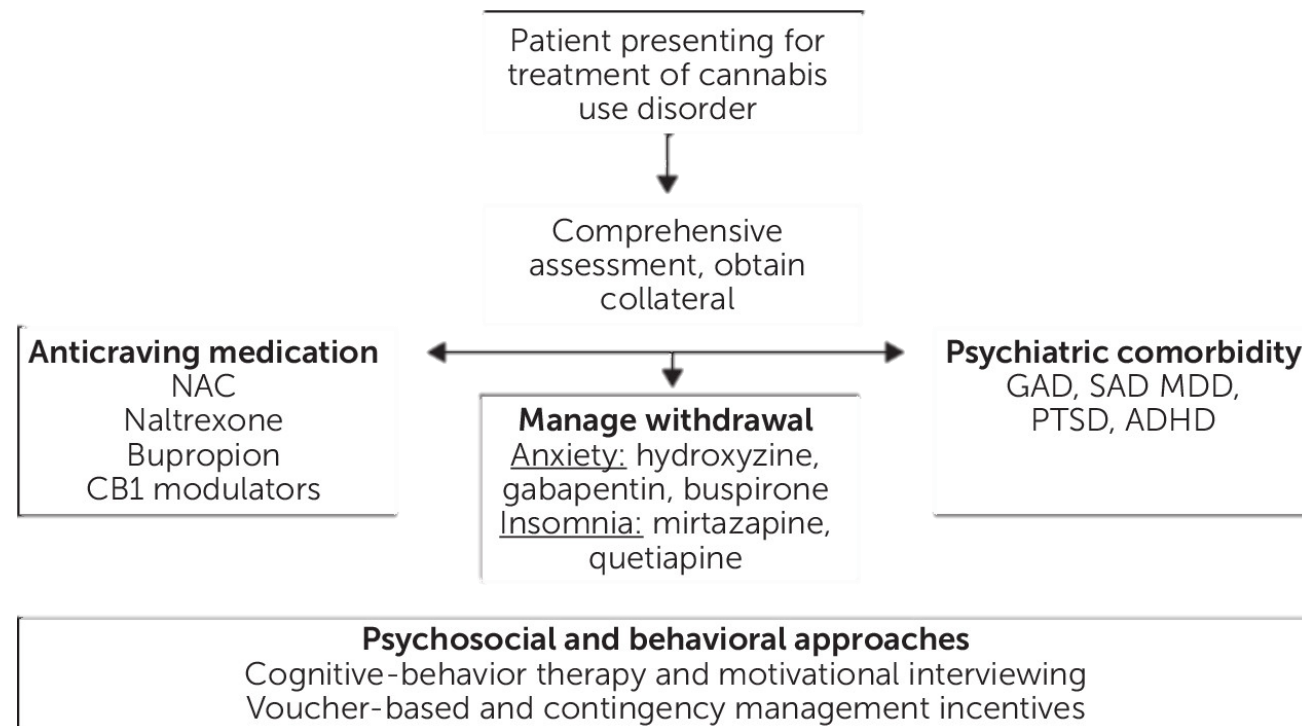 Patient presenting for
treatment of cannabis
use disorder
Comprehensive
assessment, obtain
collateral
Anticraving medication
NAC
Naltrexone
Bupropion
CB1 modulators
Manage withdrawal
Anxiety: hydroxyzine,
gabapentin, buspirone
Insomnia: mirtazapine,
quetiapine
Psychiatric comorbidity
GAD, SAD MDD,
PTSD, ADHD
Psychosocial and behavioral approaches
Cognitive-behavior therapy and motivational interviewing
Voucher-based and contingency management incentives